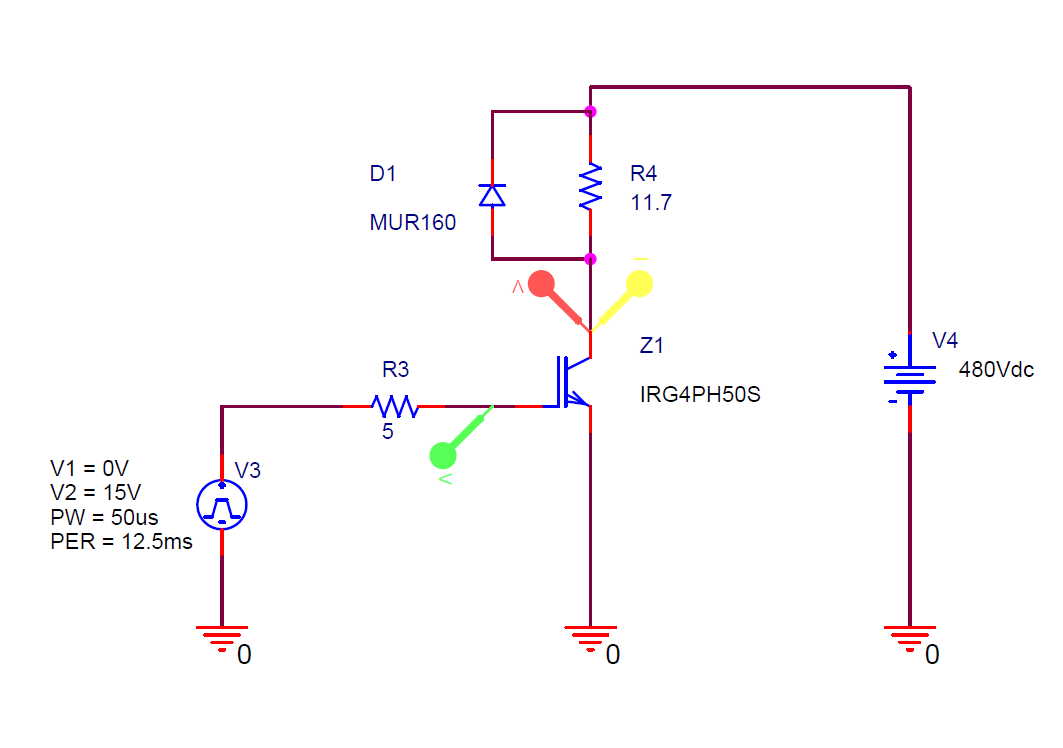 D1
MUR160
R4
11.7
V
I
Z1
IRG4PH50S
V4
480Vdc
R3
5
V
V1 = 0V
V2 = 15V
PW = 50us
PER = 12.5ms
V3
+
-
0
0
0